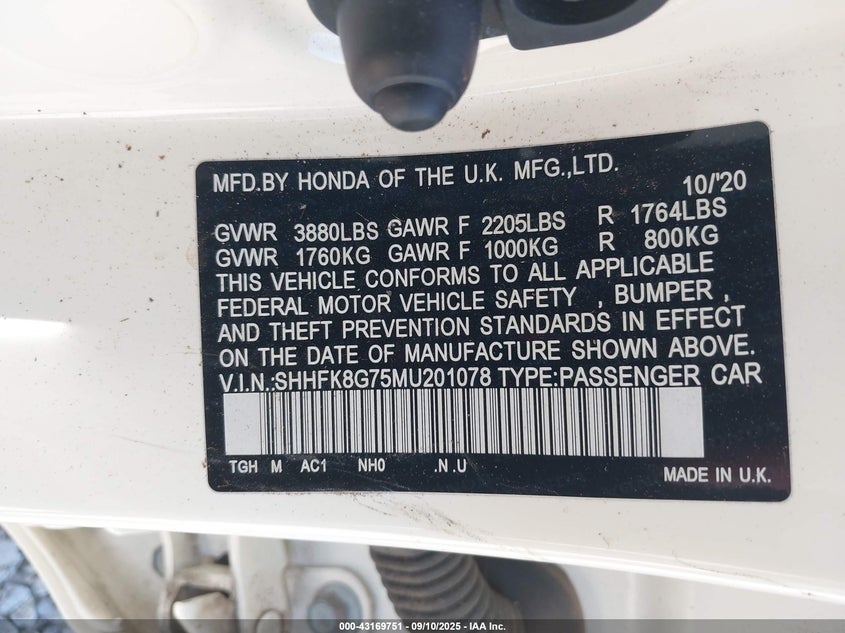 MFD.BY HONDA OF THE U.K. MFG.,LTD.
10/'20
GVWR 3880LBS GAWR F 2205LBS R 1764LBS
GVWR 1760KG GAWR F 1000KG R 800KG
THIS VEHICLE CONFORMS TO ALL APPLICABLE
FEDERAL MOTOR VEHICLE SAFETY , BUMPER ,
AND THEFT PREVENTION STANDARDS IN EFFECT
ON THE DATE OF MANUFACTURE SHOWN ABOVE.
V.I.N.:SHHFK8G75MU201078 TYPE:PASSENGER CAR
TGH M AC1 NH0 .N .U
MADE IN U.K.
000-43169751 — 09/10/2025 — IAA Inc.